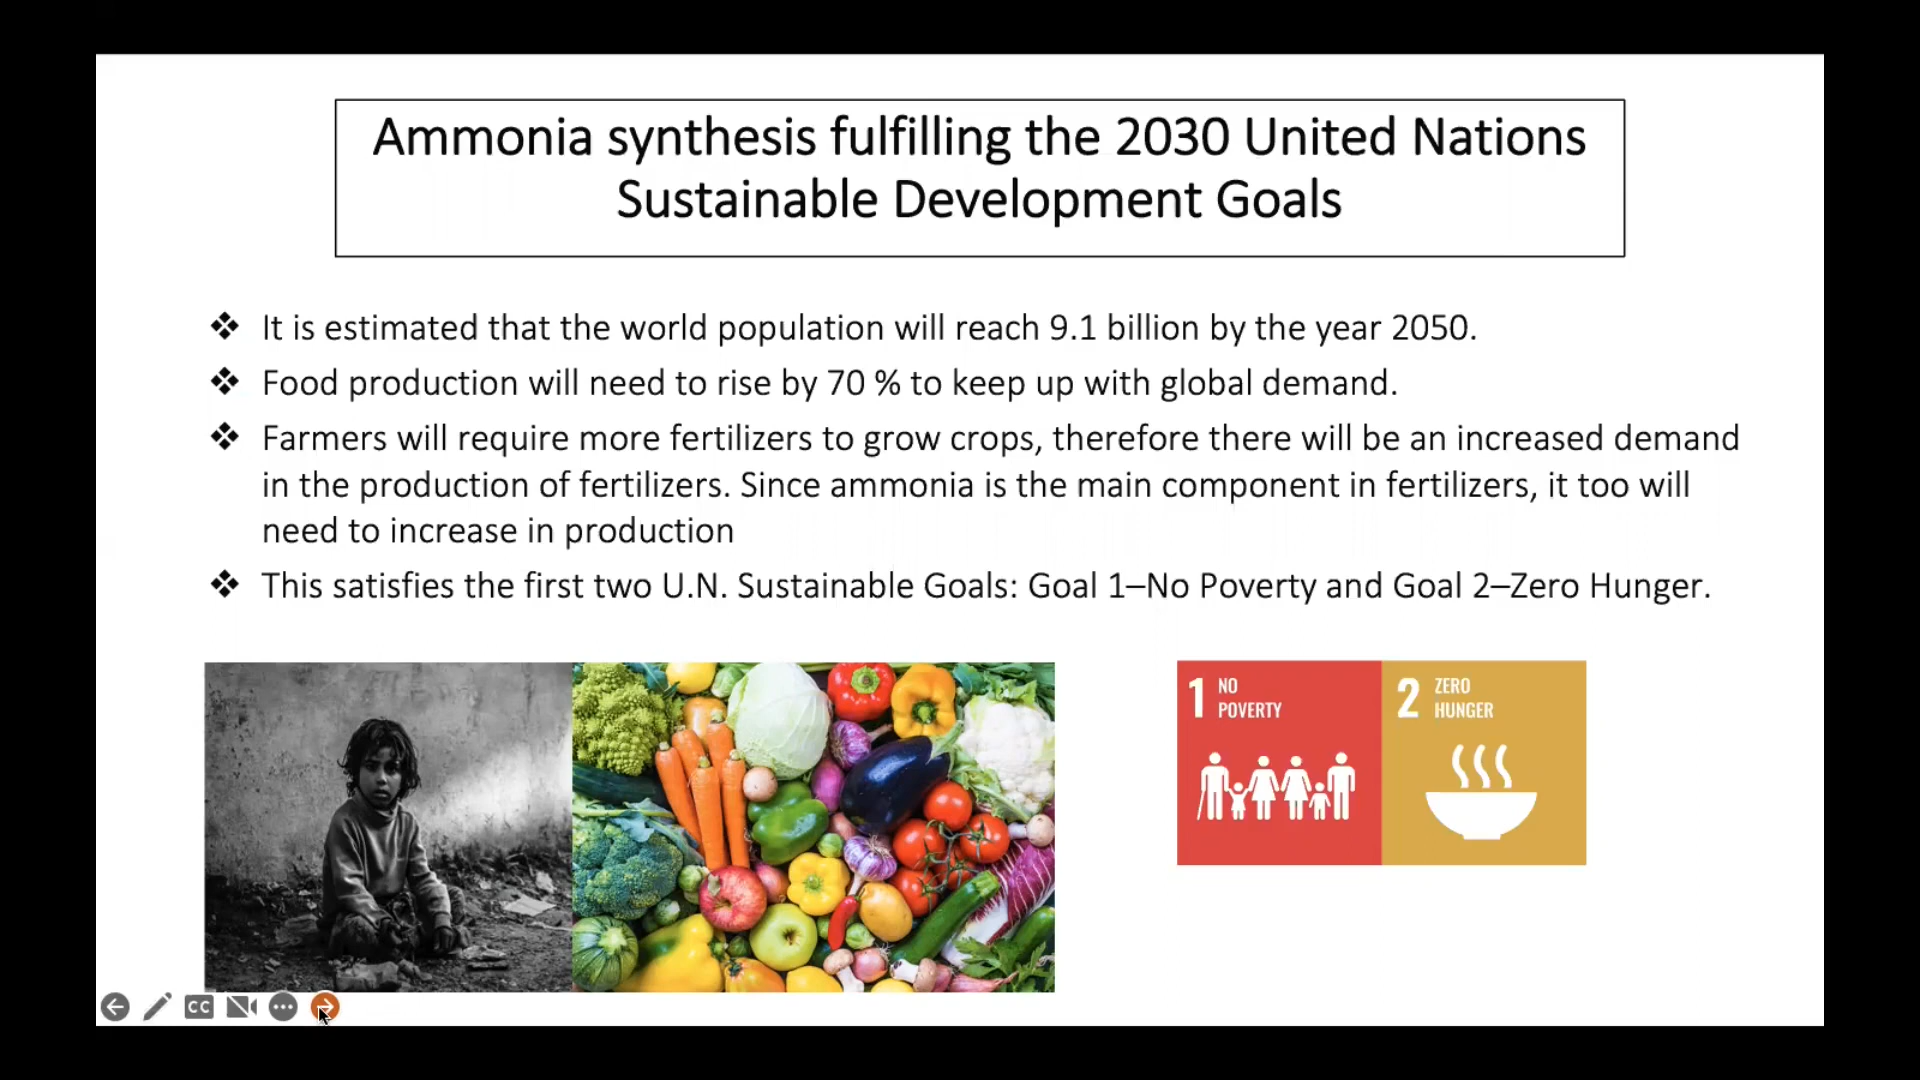 Ammonia synthesis fulfilling the 2030 United Nations
Sustainable Development Goals
❖ It is estimated that the world population will reach 9.1 billion by the year 2050.
❖ Food production will need to rise by 70 % to keep up with global demand.
❖ Farmers will require more fertilizers to grow crops, therefore there will be an increased demand
in the production of fertilizers. Since ammonia is the main component in fertilizers, it too will
need to increase in production
❖ This satisfies the first two U.N. Sustainable Goals: Goal 1–No Poverty and Goal 2–Zero Hunger.
1 NO
POVERTY
2 ZERO
HUNGER
CC